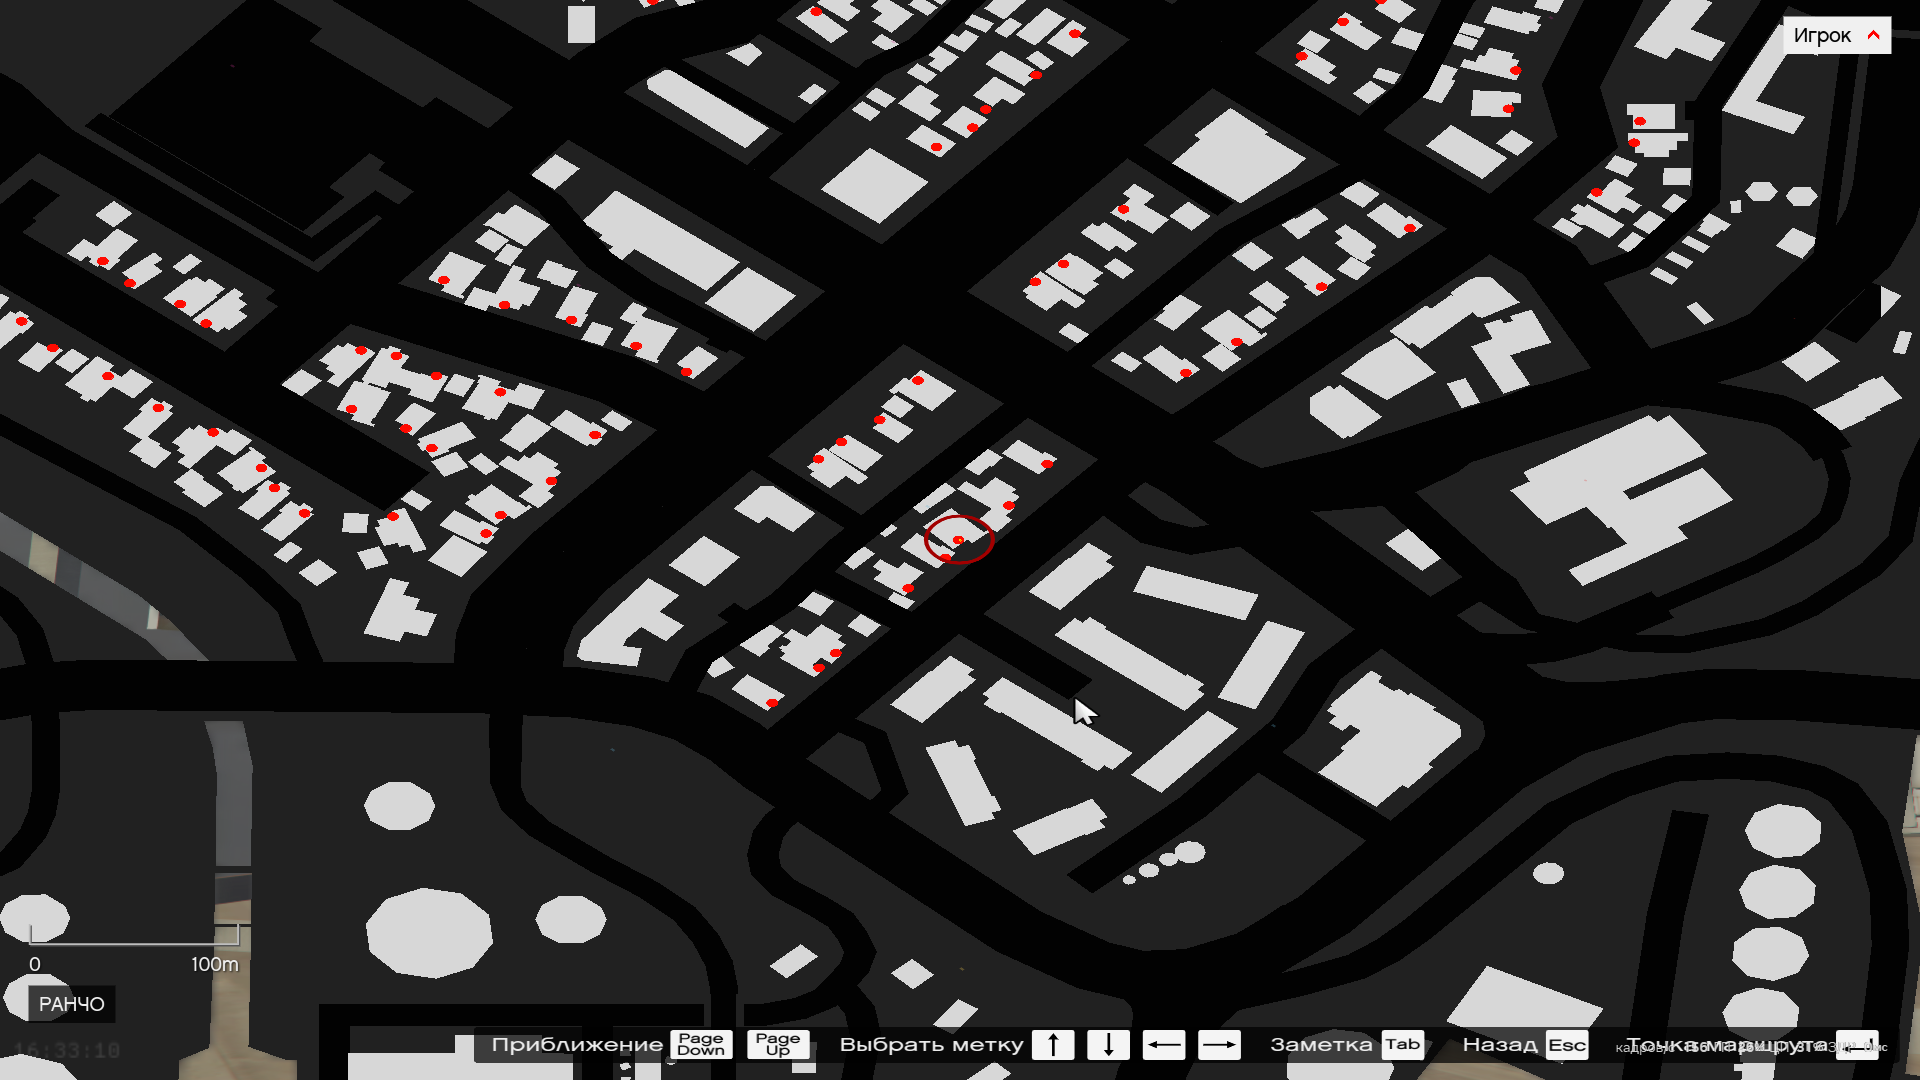 Игрок
0 100m
РАНЧО
16:33:10
Приближение Page Down Page Up Выбрать метку ↑ ↓ ← → Заметка Tab Назад Esc Точка маршрута
кадров/с